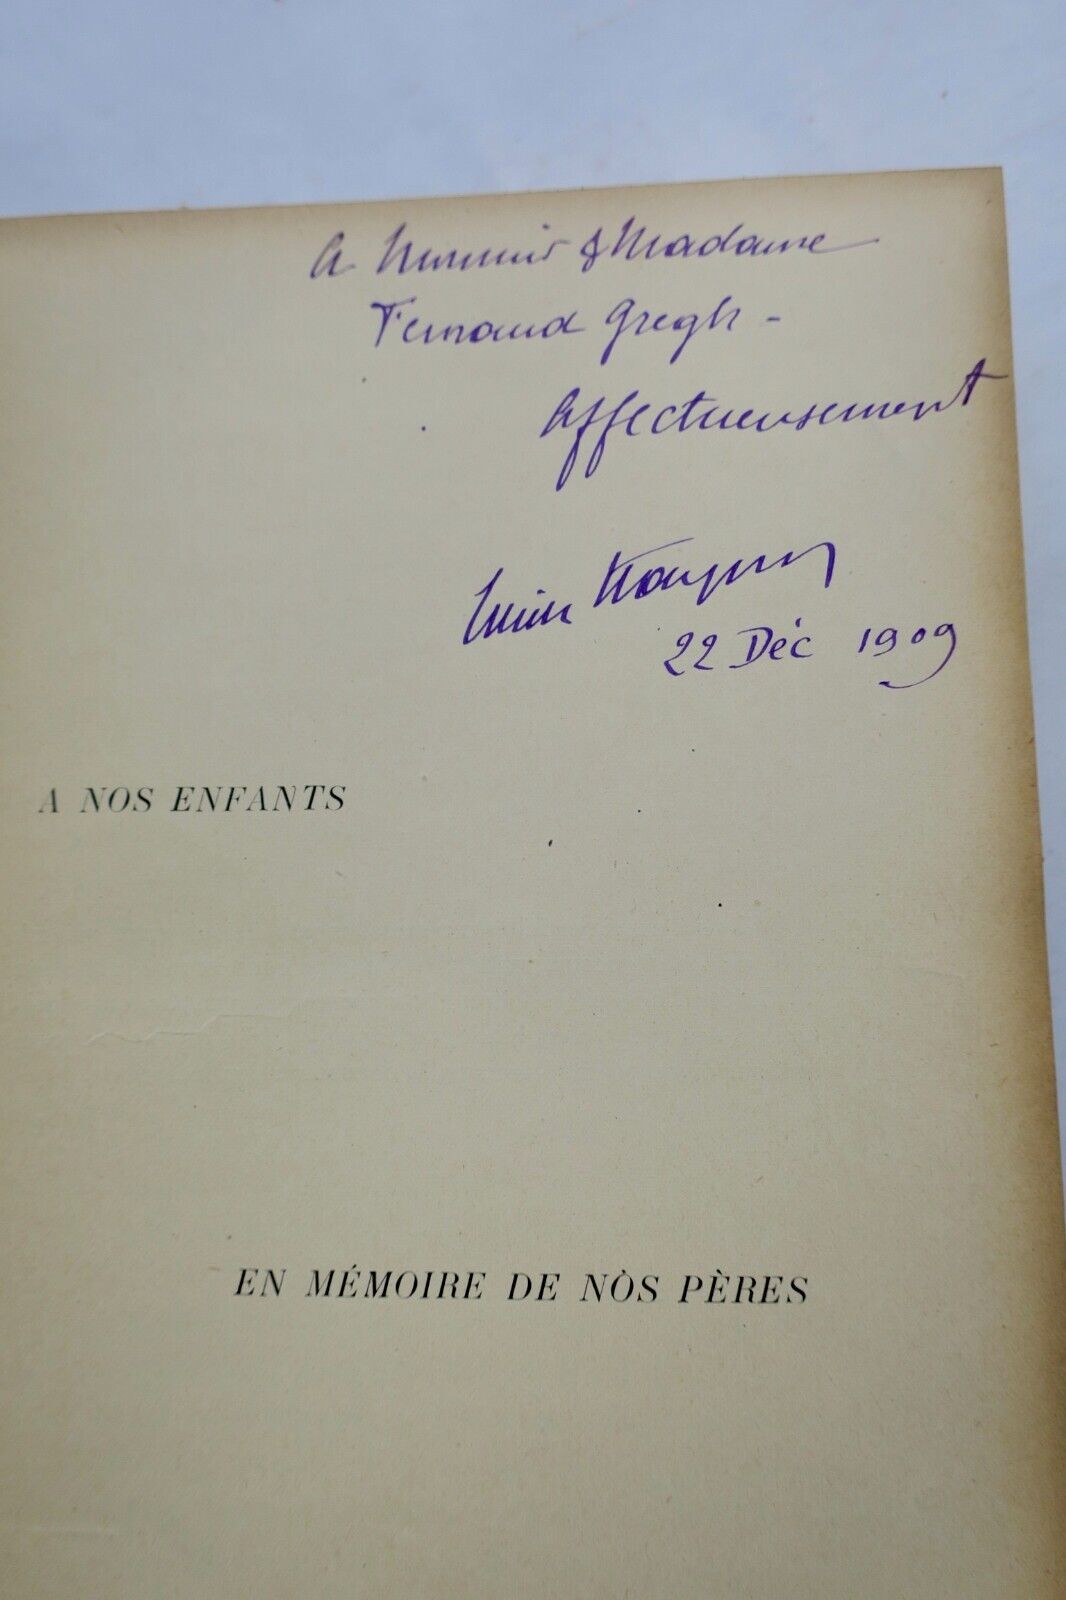 A Monsieur & Madame
Fernand Gregh -
Affectueusement
22 Déc 1909
A NOS ENFANTS
EN MÉMOIRE DE NOS PÈRES